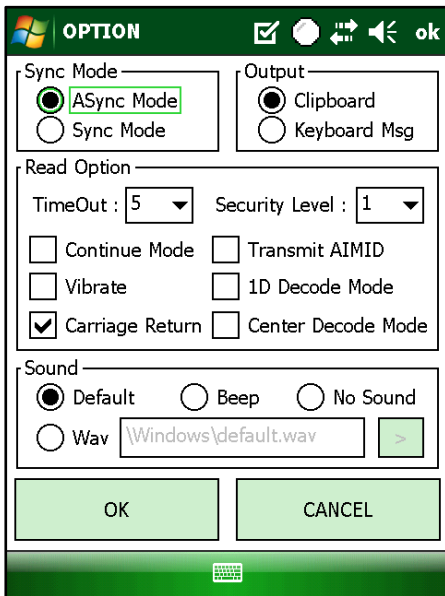 OPTION ok
Sync Mode
ASync Mode
Sync Mode
Output
Clipboard
Keyboard Msg
Read Option
TimeOut : 5 Security Level : 1
Continue Mode Transmit AIMID
Vibrate 1D Decode Mode
Carriage Return Center Decode Mode
Sound
Default Beep No Sound
Wav \Windows\default.wav >
OK CANCEL